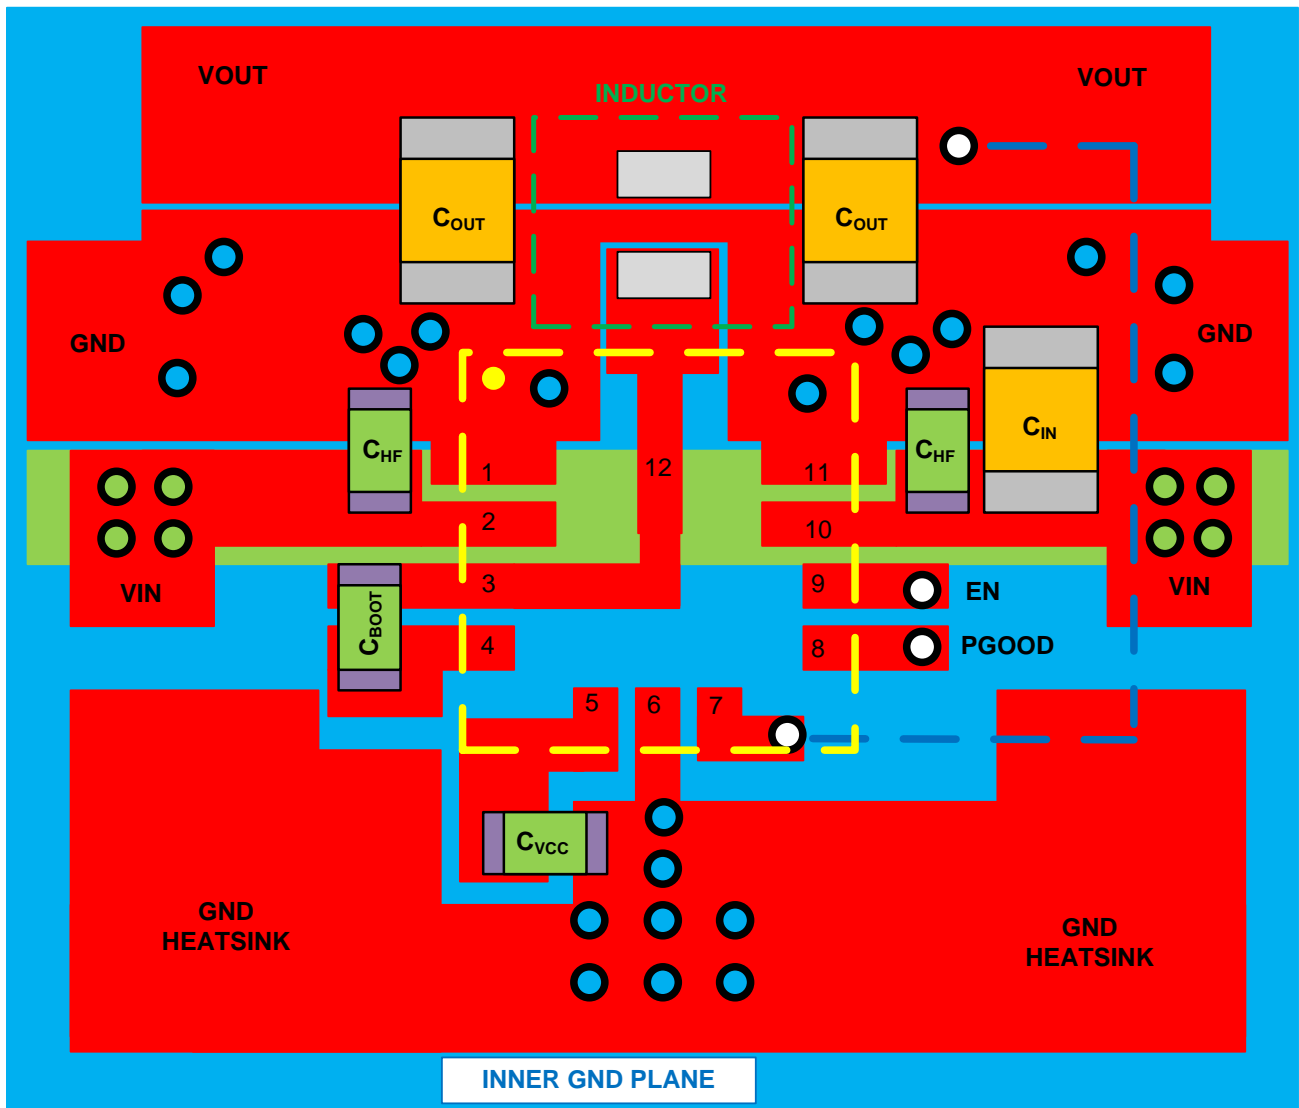 VOUT
VOUT
INDUCTOR
COUT
COUT
GND
GND
CHF
CHF
CIN
1
12
11
2
10
3
9
EN
VIN
VIN
CBOOT
4
8
PGOOD
5
6
7
CVCC
GND
HEATSINK
GND
HEATSINK
INNER GND PLANE